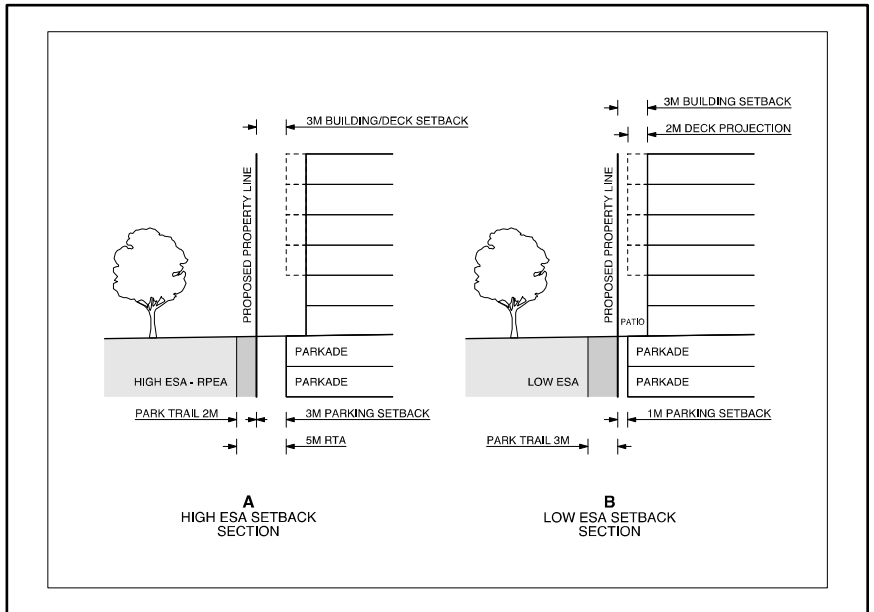 3M BUILDING/DECK SETBACK
PROPOSED PROPERTY LINE
PARKADE
HIGH ESA - RPEA
PARKADE
PARK TRAIL 2M
3M PARKING SETBACK
5M RTA
A
HIGH ESA SETBACK
SECTION
3M BUILDING SETBACK
2M DECK PROJECTION
PROPOSED PROPERTY LINE
PATIO
PARKADE
LOW ESA
PARKADE
1M PARKING SETBACK
PARK TRAIL 3M
B
LOW ESA SETBACK
SECTION